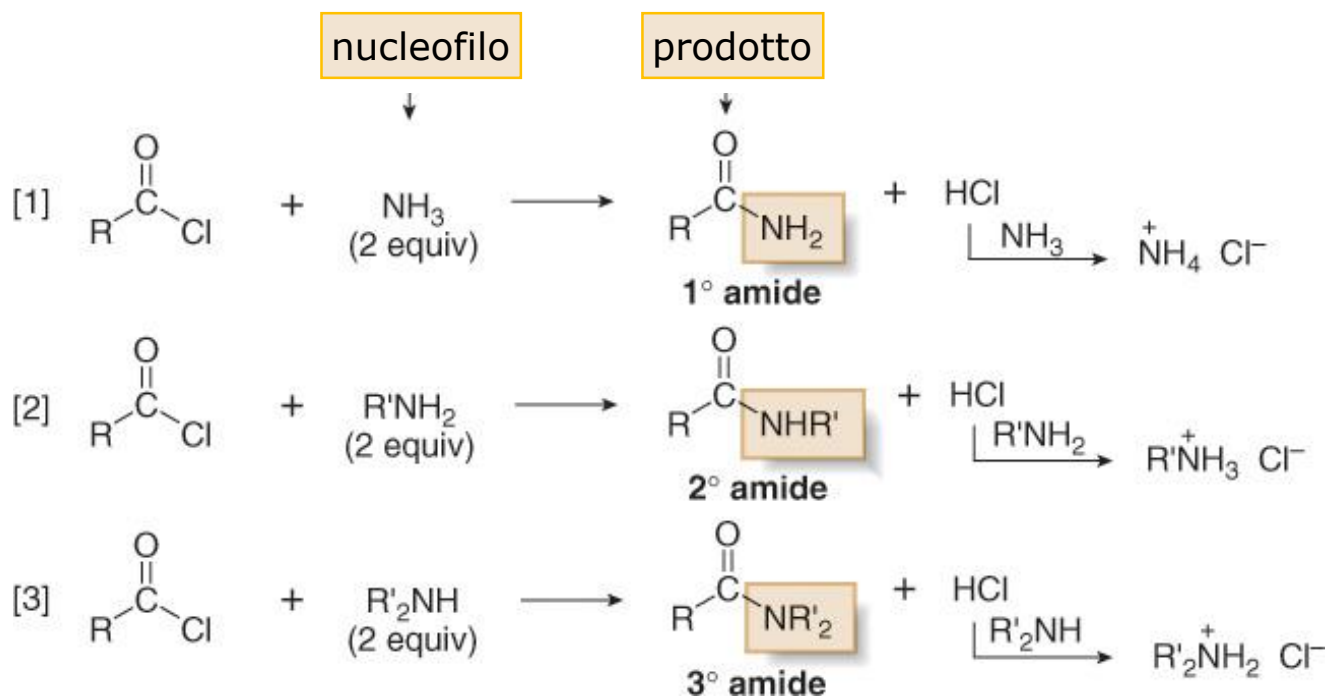 nucleofilo prodotto
O O
[1] R C Cl + NH3 R C NH2 + HCl NH3 +NH4 Cl–
(2 equiv)
1° amide
O O
[2] R C Cl + R'NH2 R C NHR' + HCl R'NH2 R'+NH3 Cl–
(2 equiv)
2° amide
O O
[3] R C Cl + R'2NH R C NR'2 + HCl R'2NH R'2+NH2 Cl–
(2 equiv)
3° amide